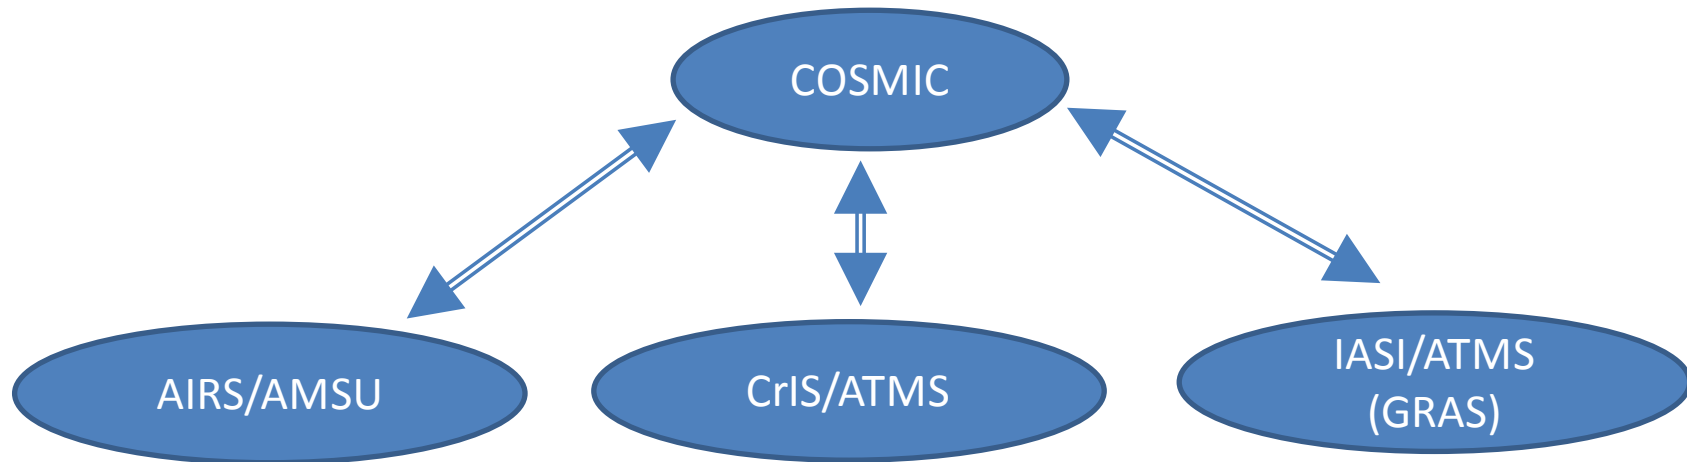 COSMIC
AIRS/AMSU
CrIS/ATMS
IASI/ATMS
(GRAS)